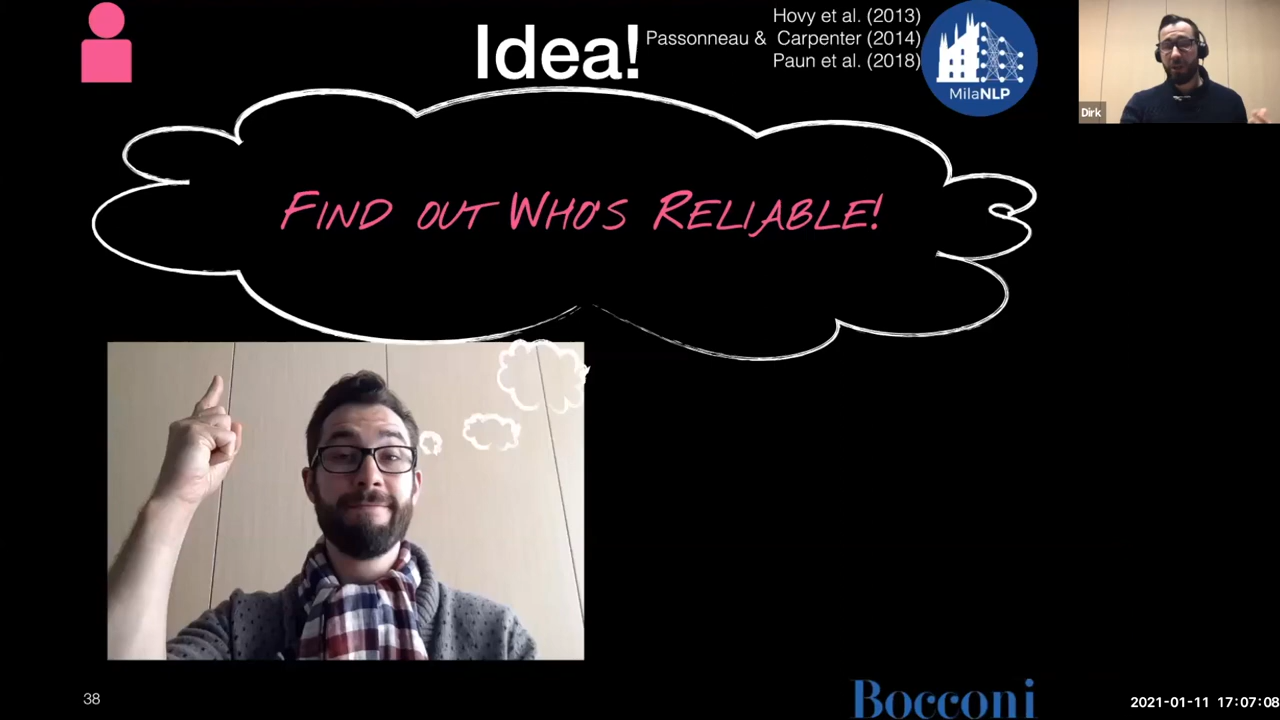 Idea!
Hovy et al. (2013)
Passonneau & Carpenter (2014)
Paun et al. (2018)
MilaNLP
Dirk
FIND OUT WHO'S RELIABLE!
38
Bocconi
2021-01-11 17:07:08